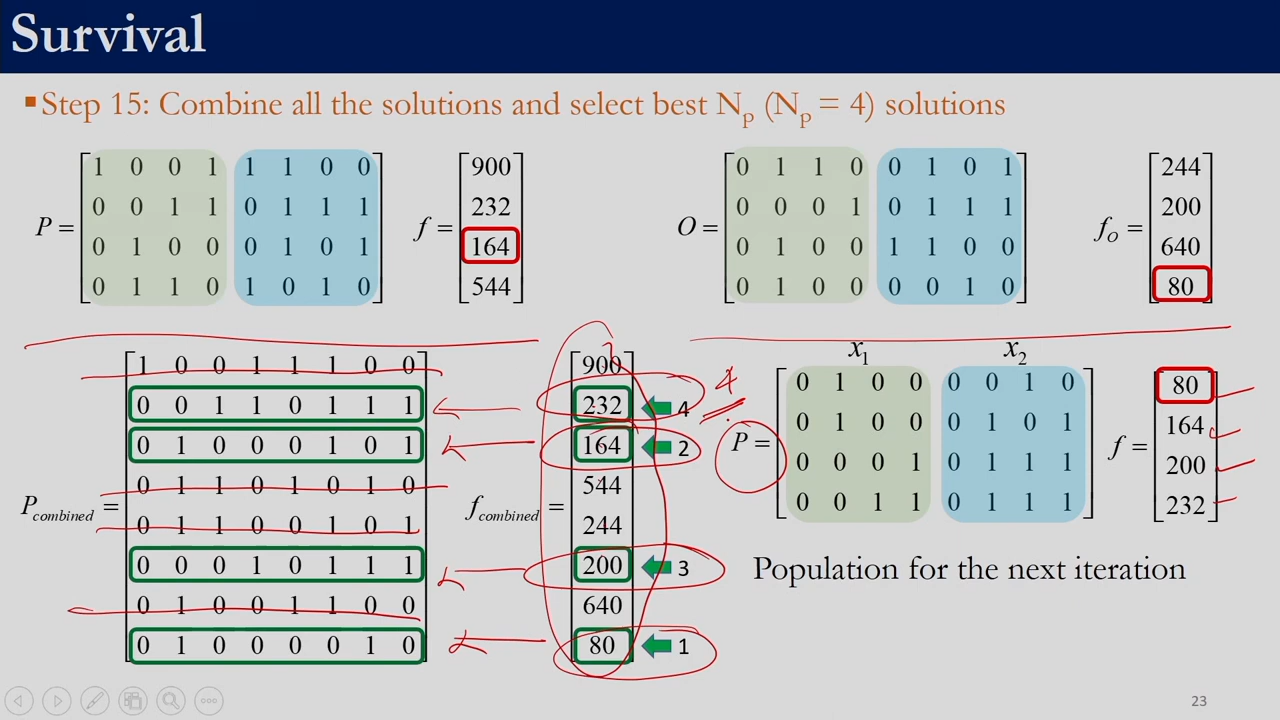 Survival
▪Step 15: Combine all the solutions and select best Np (Np = 4) solutions
P =
1 0 0 1 1 1 0 0
0 0 1 1 0 1 1 1
0 1 0 0 0 1 0 1
0 1 1 0 1 0 1 0
f =
900
232
164
544
O =
0 1 1 0 0 1 0 1
0 0 0 1 0 1 1 1
0 1 0 0 1 1 0 0
0 1 0 0 0 0 1 0
fO =
244
200
640
80
Pcombined =
1 0 0 1 1 1 0 0
0 0 1 1 0 1 1 1
0 1 0 0 0 1 0 1
0 1 1 0 1 0 1 0
0 1 1 0 0 1 0 1
0 0 0 1 0 1 1 1
0 1 0 0 1 1 0 0
0 1 0 0 0 0 1 0
fcombined =
900
232 4
164 2
544
244
200 3
640
80 1
4
x1 x2
P =
0 1 0 0 0 0 1 0
0 1 0 0 0 1 0 1
0 0 0 1 0 1 1 1
0 0 1 1 0 1 1 1
f =
80
164
200
232
Population for the next iteration
23